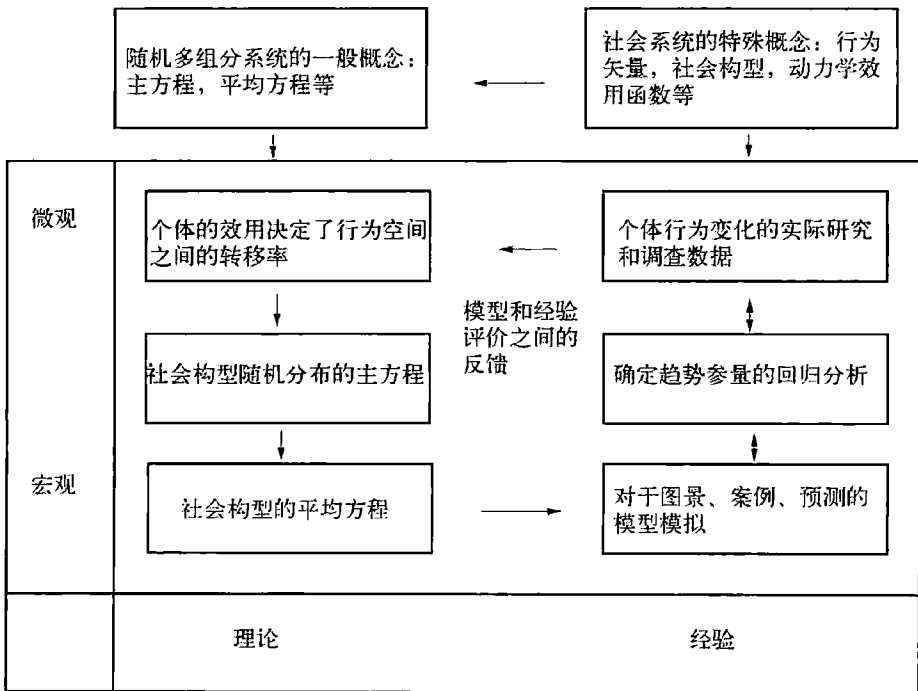 随机多组分系统的一般概念：
主方程，平均方程等
社会系统的特殊概念：行为
矢量，社会构型，动力学效
用函数等
微观
个体的效用决定了行为空间
之间的转移率
个体行为变化的实际研究
和调查数据
模型和经验
评价之间的
反馈
社会构型随机分布的主方程
确定趋势参量的回归分析
宏观
社会构型的平均方程
对于图景、案例、预测的
模型模拟
理论
经验